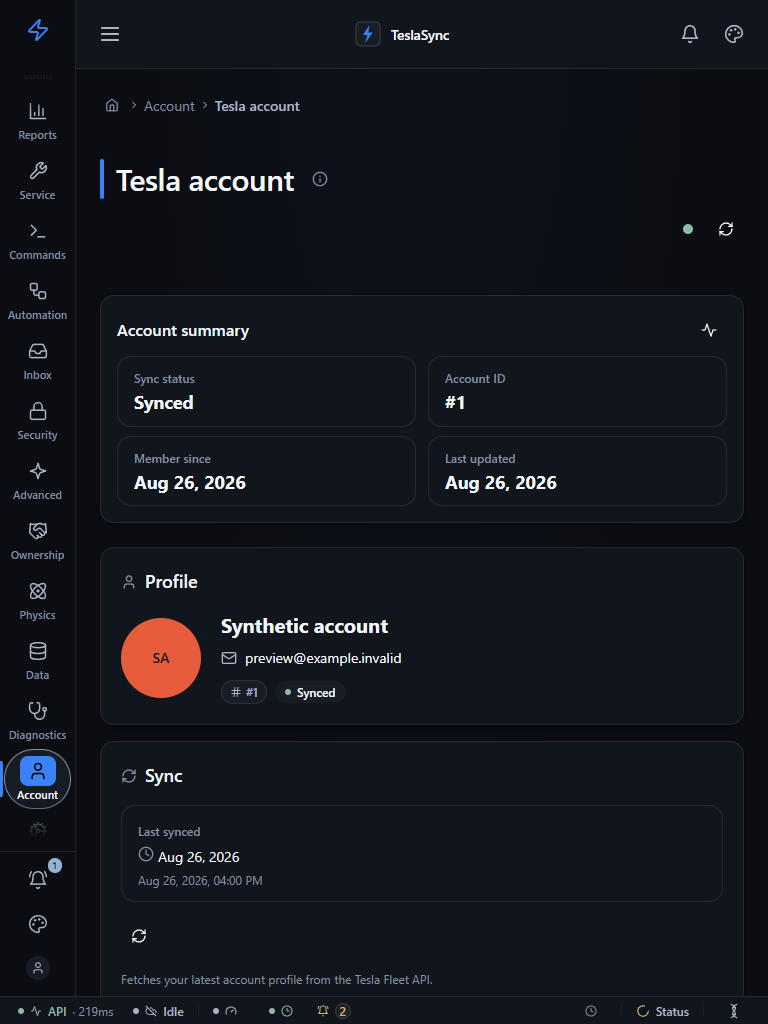 TeslaSync
Account
Tesla account
Tesla account
Reports
Service
Commands
Automation
Inbox
Security
Advanced
Ownership
Physics
Data
Diagnostics
Account
1
Account summary
Sync status
Synced
Account ID
#1
Member since
Aug 26, 2026
Last updated
Aug 26, 2026
Profile
SA
Synthetic account
preview@example.invalid
#1
Synced
Sync
Last synced
Aug 26, 2026
Aug 26, 2026, 04:00 PM
Fetches your latest account profile from the Tesla Fleet API.
API · 219ms
Idle
2
Status